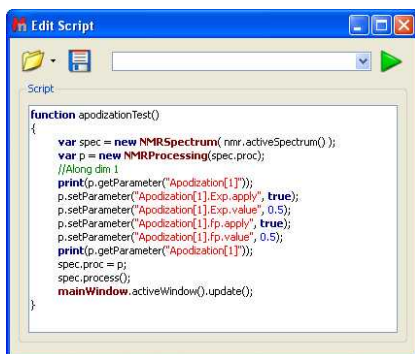 Edit Script
Script
function apodizationTest()
{
var spec = new NMRSpectrum( nmr.activeSpectrum() );
var p = new NMRProcessing(spec.proc);
//Along dim 1
print(p.getParameter("Apodization[1]"));
p.setParameter("Apodization[1].Exp.apply", true);
p.setParameter("Apodization[1].Exp.value", 0.5);
p.setParameter("Apodization[1].fp.apply", true);
p.setParameter("Apodization[1].fp.value", 0.5);
print(p.getParameter("Apodization[1]"));
spec.proc = p;
spec.process();
mainWindow.activeWindow().update();
}